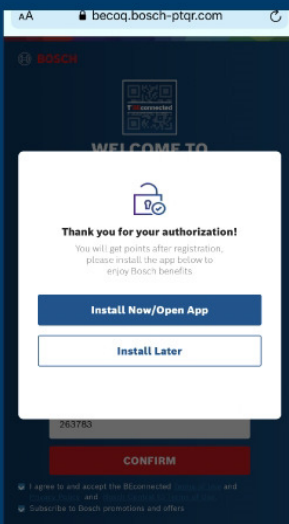 AA becoq.bosch-ptqr.com
BOSCH
connected
WELCOME TO
Thank you for your authorization!
You will get points after registration,
please install the app below to
enjoy Bosch benefits
Install Now/Open App
Install Later
263783
CONFIRM
I agree to and accept the BEconnected and
and
Subscribe to Bosch promotions and offers